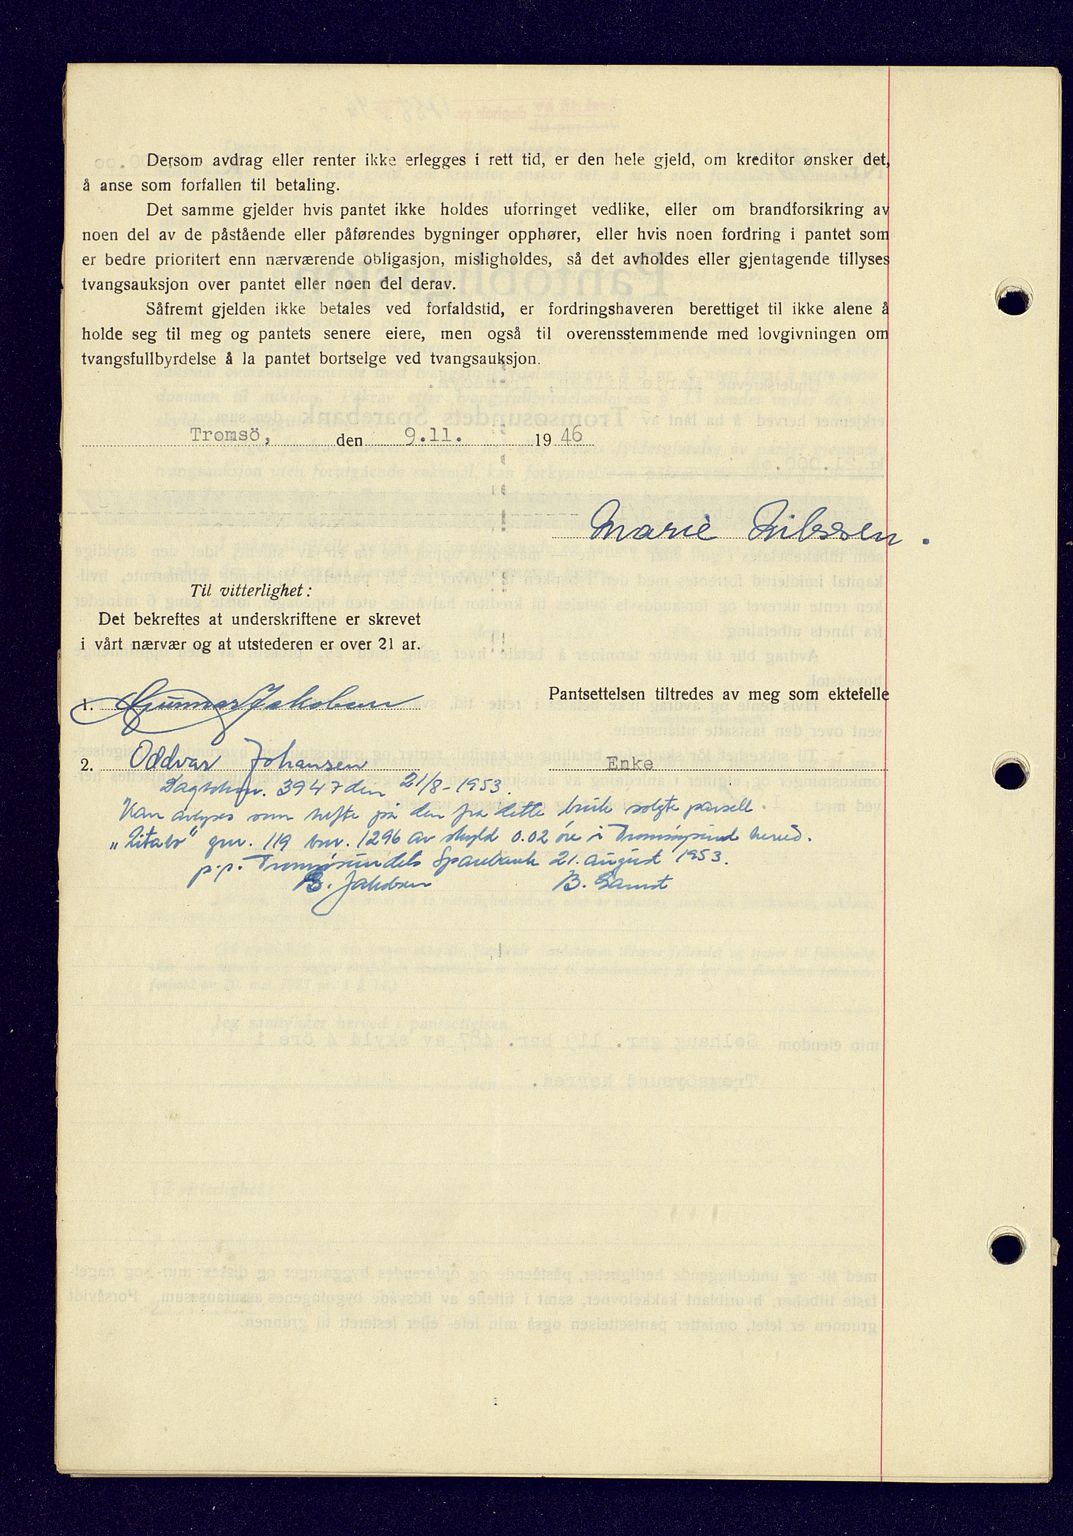 Dersom avdrag eller renter ikke erlegges i rett tid, er den hele gjeld, om kreditor ønsker det,
å anse som forfallen til betaling.
Det samme gjelder hvis pantet ikke holdes uforringet vedlike, eller om brandforsikring av
noen del av de påstående eller påførendes bygninger opphører, eller hvis noen fordring i pantet som
er bedre prioritert enn nærværende obligasjon, misligholdes, så det avholdes eller gjentagende tillyses
tvangsauksjon over pantet eller noen del derav.
Såfremt gjelden ikke betales ved forfaldstid, er fordringshaveren berettiget til ikke alene å
holde seg til meg og pantets senere eiere, men også til overensstemmende med lovgivningen om
tvangsfullbyrdelse å la pantet bortselge ved tvangsauksjon.
Tromsö, den 9.11. 1946
Marie Nilssen.
Til vitterlighet:
Det bekreftes at underskriftene er skrevet
i vårt nærvær og at utstederen er over 21 ar.
1. Gunnar Jakobsen
Pantsettelsen tiltredes av meg som ektefelle
2. Oddvar Johansen
Enke
Dagboknr. 3947 den 21/8-1953.
Kan avlyses som hefte på den fra dette bruk solgte parsell
gnr. 119 bnr. 1296 av skyld 0.02 øre i Tromsøysund herred.
p.p. Tromsøsundets Sparebank 21. august 1953.
B. Jakobsen B.